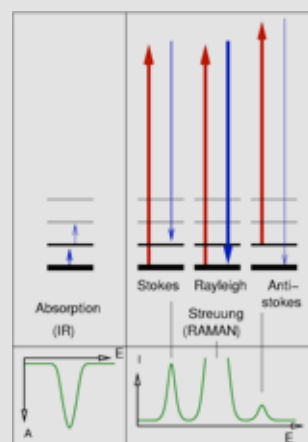 Stokes Rayleigh Anti-
stokes
Absorption
(IR)
Streuung
(RAMAN)
E
A
I
E